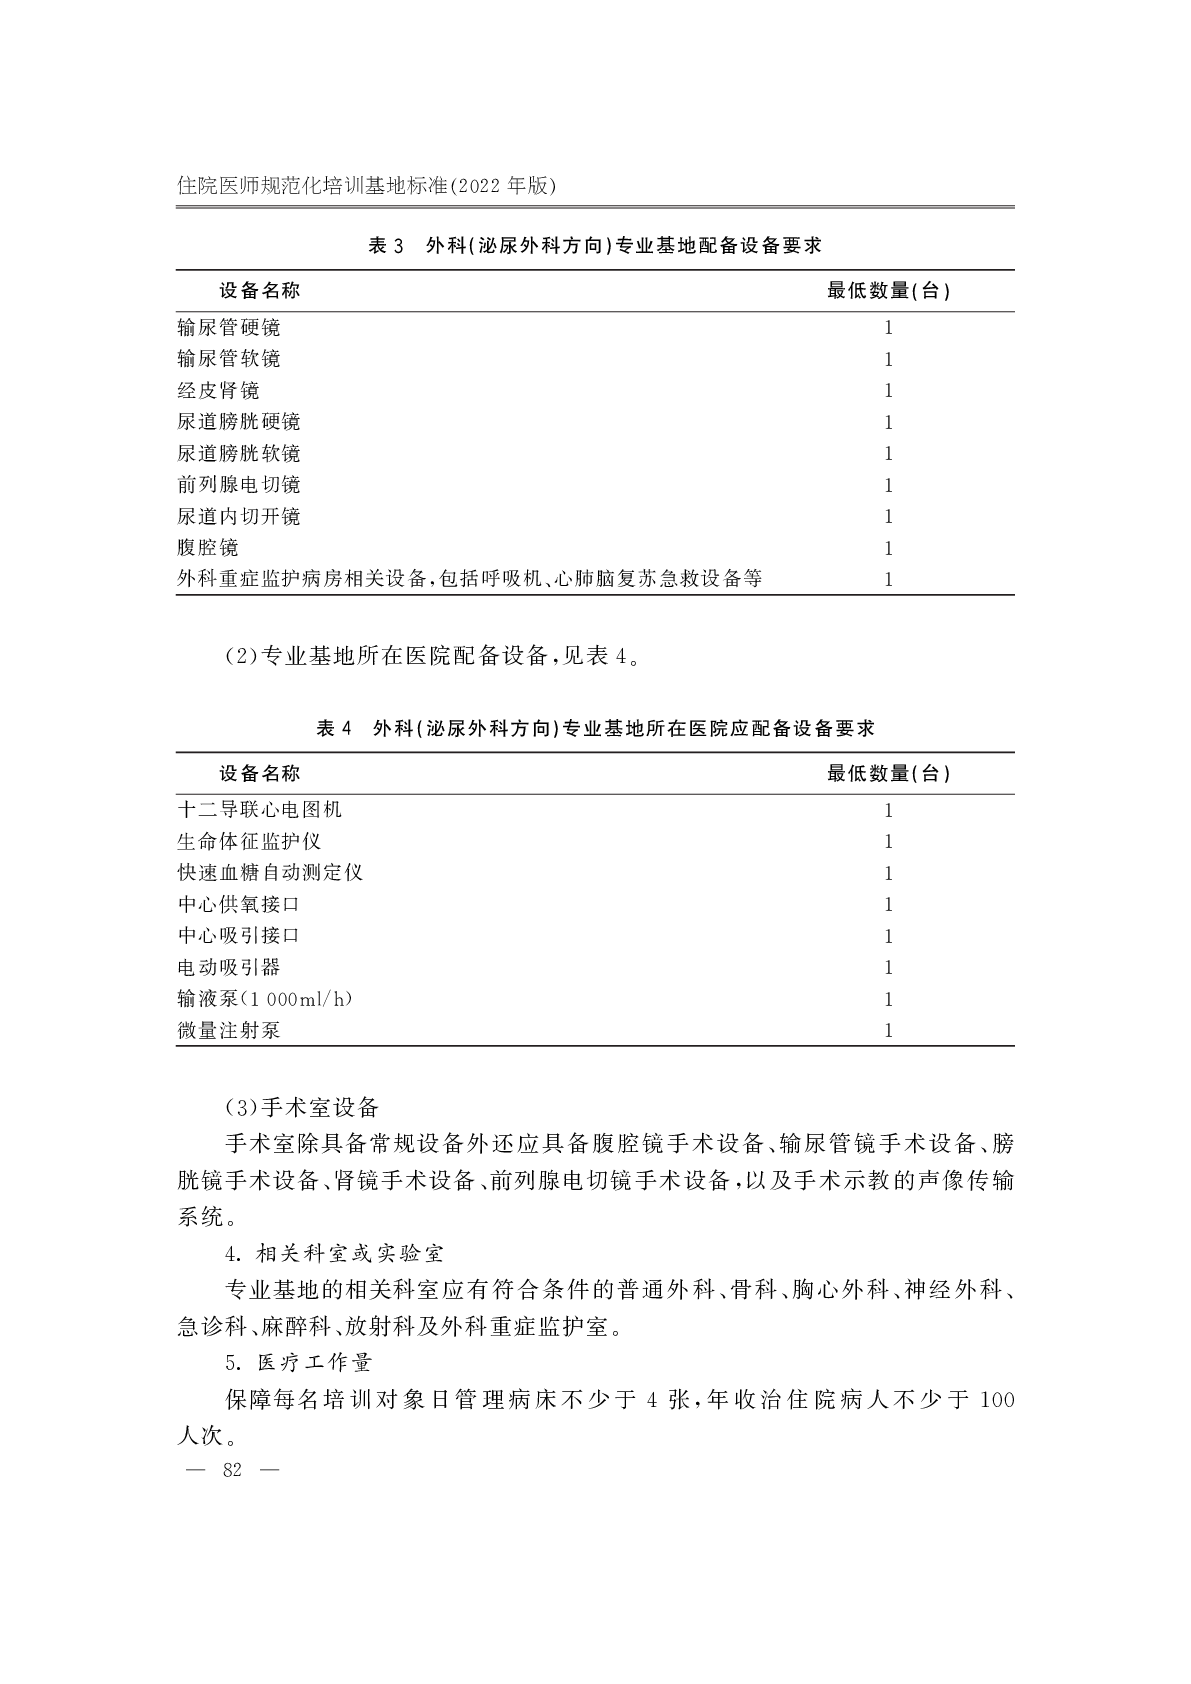 住院医师规范化培训基地标准(2022 年版)
表 3　外科(泌尿外科方向)专业基地配备设备要求
设备名称　最低数量(台)
输尿管硬镜　1
输尿管软镜　1
经皮肾镜　1
尿道膀胱硬镜　1
尿道膀胱软镜　1
前列腺电切镜　1
尿道内切开镜　1
腹腔镜　1
外科重症监护病房相关设备,包括呼吸机、心肺脑复苏急救设备等　1
(2)专业基地所在医院配备设备,见表 4。
表 4　外科(泌尿外科方向)专业基地所在医院应配备设备要求
设备名称　最低数量(台)
十二导联心电图机　1
生命体征监护仪　1
快速血糖自动测定仪　1
中心供氧接口　1
中心吸引接口　1
电动吸引器　1
输液泵(1 000ml/h)　1
微量注射泵　1
(3)手术室设备
手术室除具备常规设备外还应具备腹腔镜手术设备、输尿管镜手术设备、膀
胱镜手术设备、肾镜手术设备、前列腺电切镜手术设备,以及手术示教的声像传输
系统。
4. 相关科室或实验室
专业基地的相关科室应有符合条件的普通外科、骨科、胸心外科、神经外科、
急诊科、麻醉科、放射科及外科重症监护室。
5. 医疗工作量
保障每名培训对象日管理病床不少于 4 张,年收治住院病人不少于 100
人次。
— 82 —